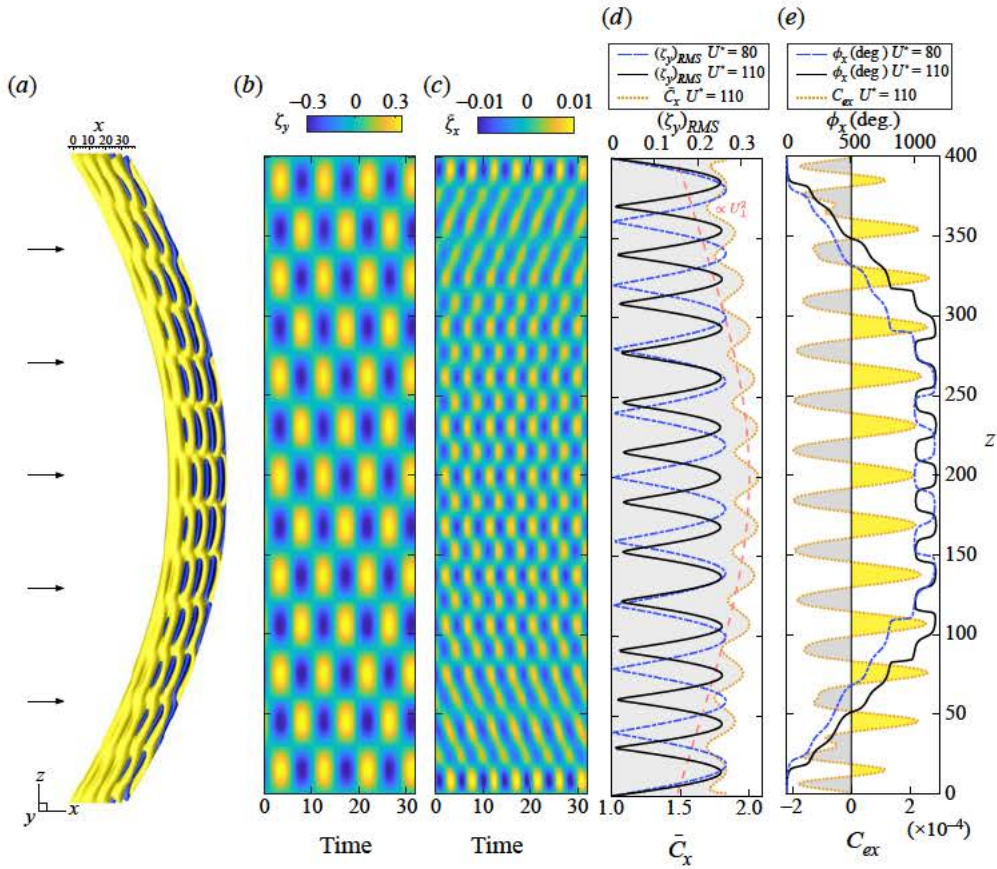 (d)
(e)
(ζy)RMS U* = 80
(ζy)RMS U* = 110
C̄x U* = 110
ϕx (deg) U* = 80
ϕx (deg) U* = 110
Cex U* = 110
(a)
(b)
(c)
x
0 10 20 30
−0.3 0 0.3
ζy
−0.01 0 0.01
ζ̃x
(ζy)RMS
0 0.1 0.2 0.3
ϕx (deg.)
0 500 1000
∝ U⊥²
400
350
300
250
200
150
100
50
0
z
z
y
x
0 10 20 30
Time
0 10 20 30
Time
1.0 1.5 2.0
C̄x
−2 0 2
(×10⁻⁴)
Cex